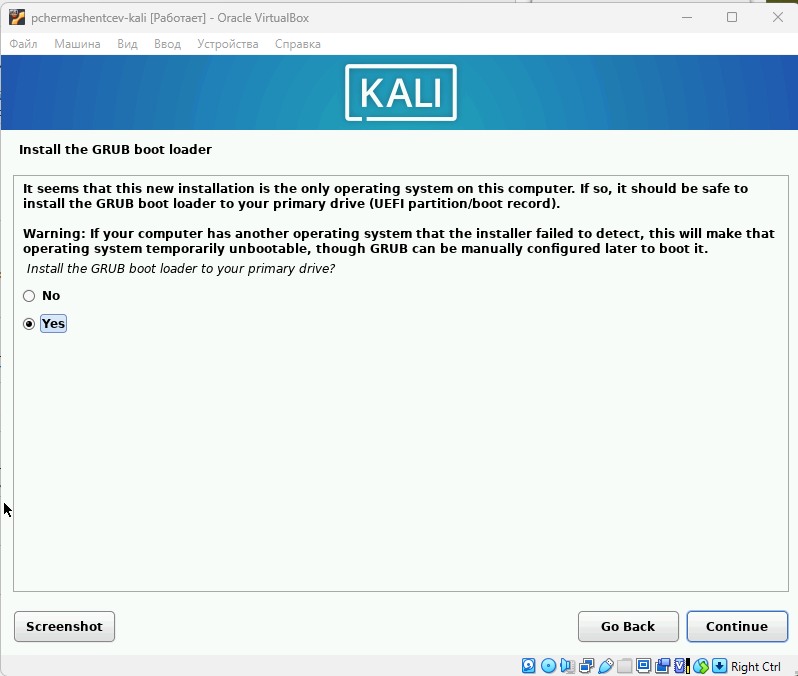 pchermashentcev-kali [Работает] - Oracle VirtualBox
Файл Машина Вид Ввод Устройства Справка
KALI
Install the GRUB boot loader
It seems that this new installation is the only operating system on this computer. If so, it should be safe to
install the GRUB boot loader to your primary drive (UEFI partition/boot record).
Warning: If your computer has another operating system that the installer failed to detect, this will make that
operating system temporarily unbootable, though GRUB can be manually configured later to boot it.
Install the GRUB boot loader to your primary drive?
No
Yes
Screenshot Go Back Continue
Right Ctrl